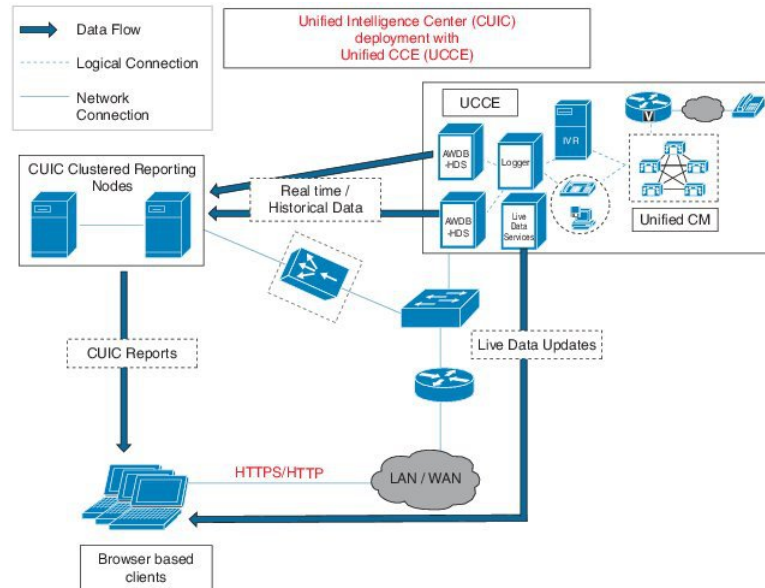 Data Flow
Logical Connection
Network
Connection
Unified Intelligence Center (CUIC)
deployment with
Unified CCE (UCCE)
UCCE
AWDB
-HDS
Logger
IVR
V
AWDB
-HDS
Live
Data
Services
Unified CM
CUIC Clustered Reporting
Nodes
Real time /
Historical Data
CUIC Reports
Live Data Updates
HTTPS/HTTP
LAN / WAN
Browser based
clients